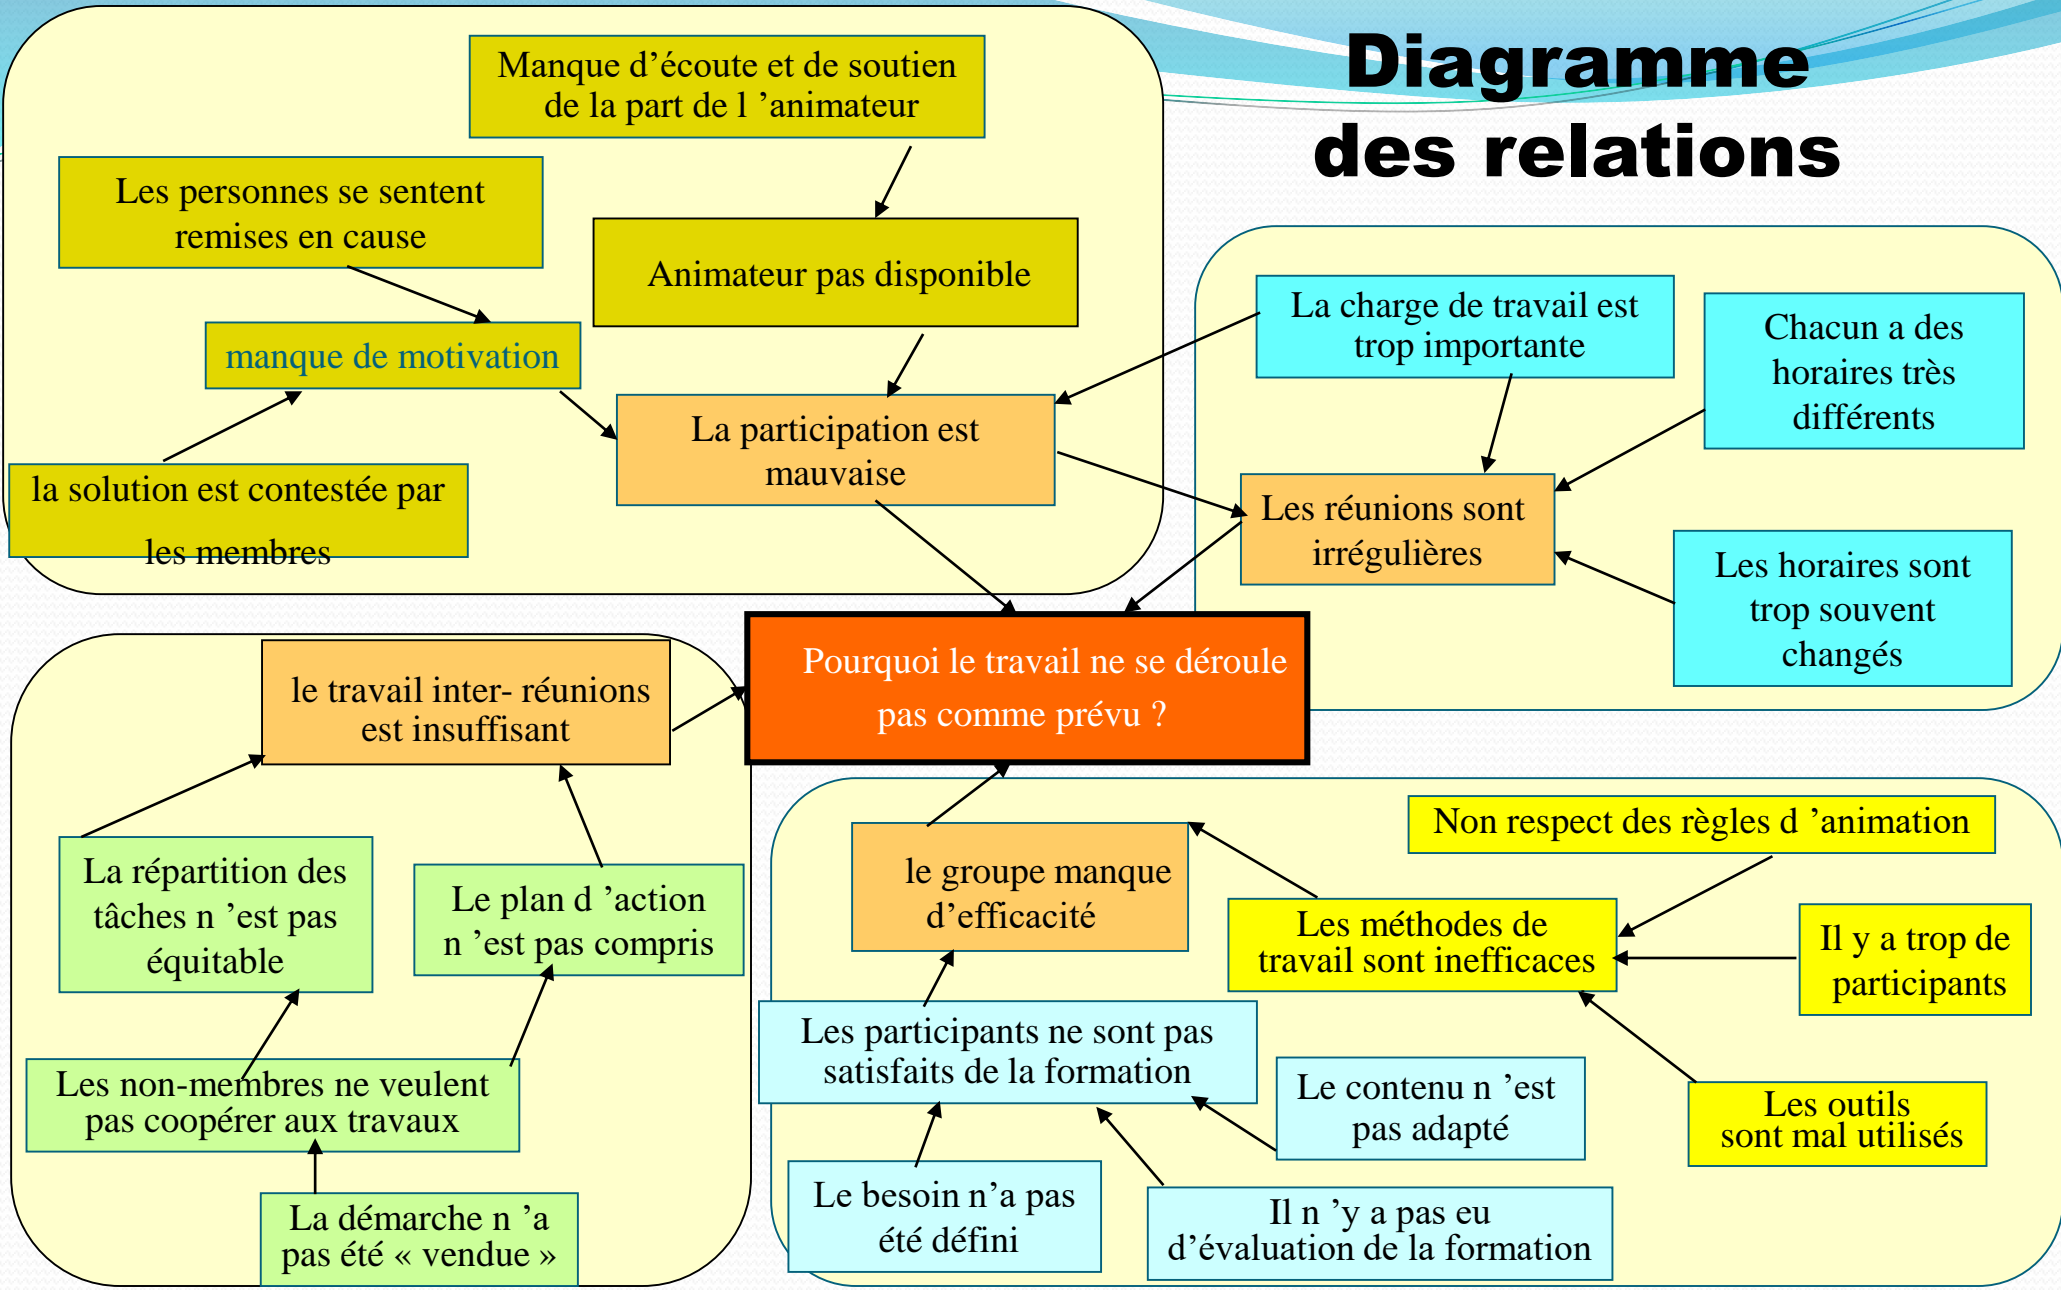 Diagramme
des relations
Manque d'écoute et de soutien
de la part de l ’animateur
Les personnes se sentent
remises en cause
Animateur pas disponible
manque de motivation
la solution est contestée par
les membres
La participation est
mauvaise
La charge de travail est
trop importante
Chacun a des
horaires très
différents
Les réunions sont
irrégulières
Les horaires sont
trop souvent
changés
Pourquoi le travail ne se déroule
pas comme prévu ?
le travail inter- réunions
est insuffisant
La répartition des
tâches n ’est pas
équitable
Le plan d ’action
n ’est pas compris
Les non-membres ne veulent
pas coopérer aux travaux
La démarche n ’a
pas été « vendue »
le groupe manque
d’efficacité
Non respect des règles d ’animation
Les méthodes de
travail sont inefficaces
Il y a trop de
participants
Les outils
sont mal utilisés
Les participants ne sont pas
satisfaits de la formation
Le contenu n ’est
pas adapté
Le besoin n’a pas
été défini
Il n ’y a pas eu
d’évaluation de la formation